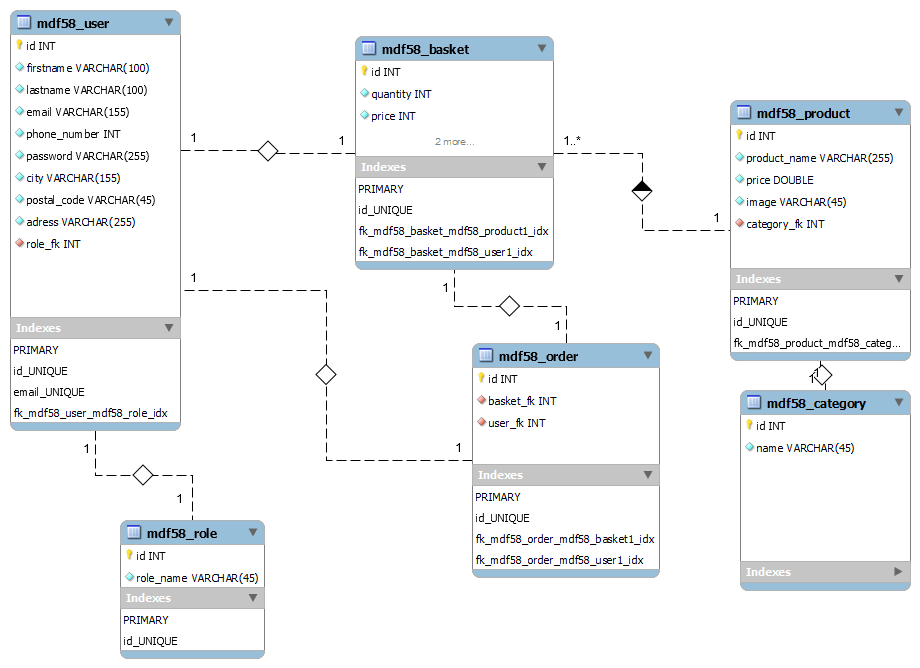 mdf58_user
id INT
firstname VARCHAR(100)
lastname VARCHAR(100)
email VARCHAR(155)
phone_number INT
password VARCHAR(255)
city VARCHAR(155)
postal_code VARCHAR(45)
adress VARCHAR(255)
role_fk INT
Indexes
PRIMARY
id_UNIQUE
email_UNIQUE
fk_mdf58_user_mdf58_role_idx
1
1
mdf58_basket
id INT
quantity INT
price INT
2 more...
Indexes
PRIMARY
id_UNIQUE
fk_mdf58_basket_mdf58_product1_idx
fk_mdf58_basket_mdf58_user1_idx
1..*
1
mdf58_product
id INT
product_name VARCHAR(255)
price DOUBLE
image VARCHAR(45)
category_fk INT
Indexes
PRIMARY
id_UNIQUE
fk_mdf58_product_mdf58_categ...
1
1
mdf58_category
id INT
name VARCHAR(45)
Indexes
1
1
1
1
mdf58_order
id INT
basket_fk INT
user_fk INT
Indexes
PRIMARY
id_UNIQUE
fk_mdf58_order_mdf58_basket1_idx
fk_mdf58_order_mdf58_user1_idx
1
1
mdf58_role
id INT
role_name VARCHAR(45)
Indexes
PRIMARY
id_UNIQUE